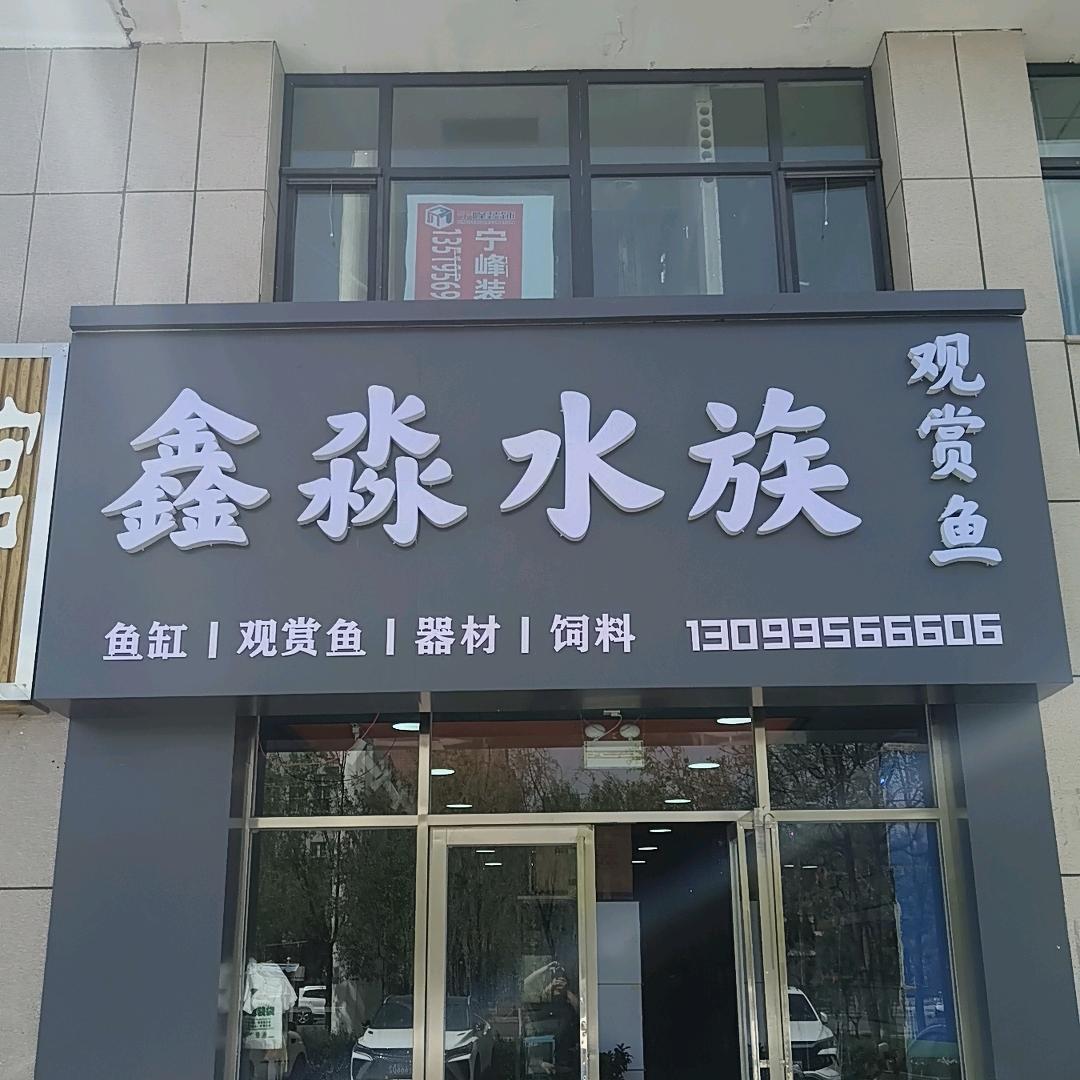 宁峰装
13519569
鑫淼水族
观赏鱼
鱼缸 | 观赏鱼 | 器材 | 饲料
13099566606